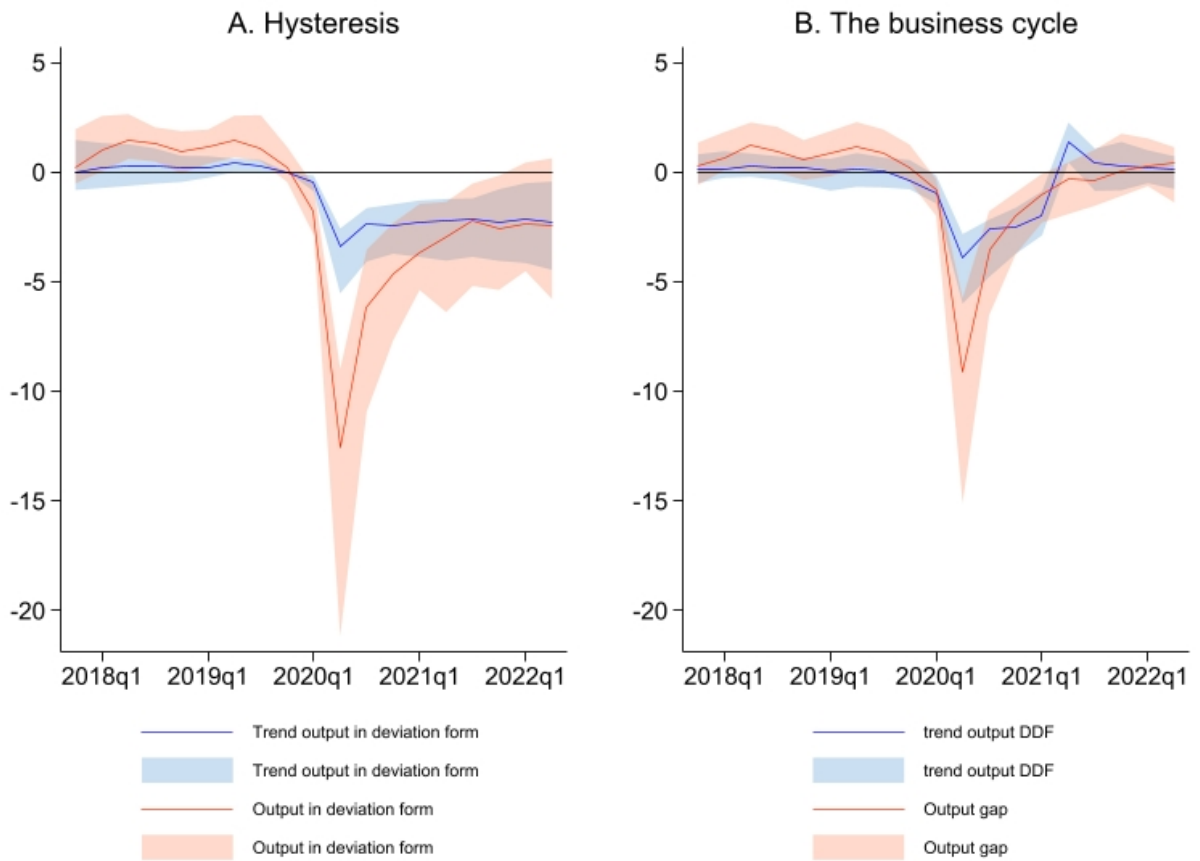 A. Hysteresis
5
0
-5
-10
-15
-20
2018q1 2019q1 2020q1 2021q1 2022q1
Trend output in deviation form
Trend output in deviation form
Output in deviation form
Output in deviation form
B. The business cycle
5
0
-5
-10
-15
-20
2018q1 2019q1 2020q1 2021q1 2022q1
trend output DDF
trend output DDF
Output gap
Output gap